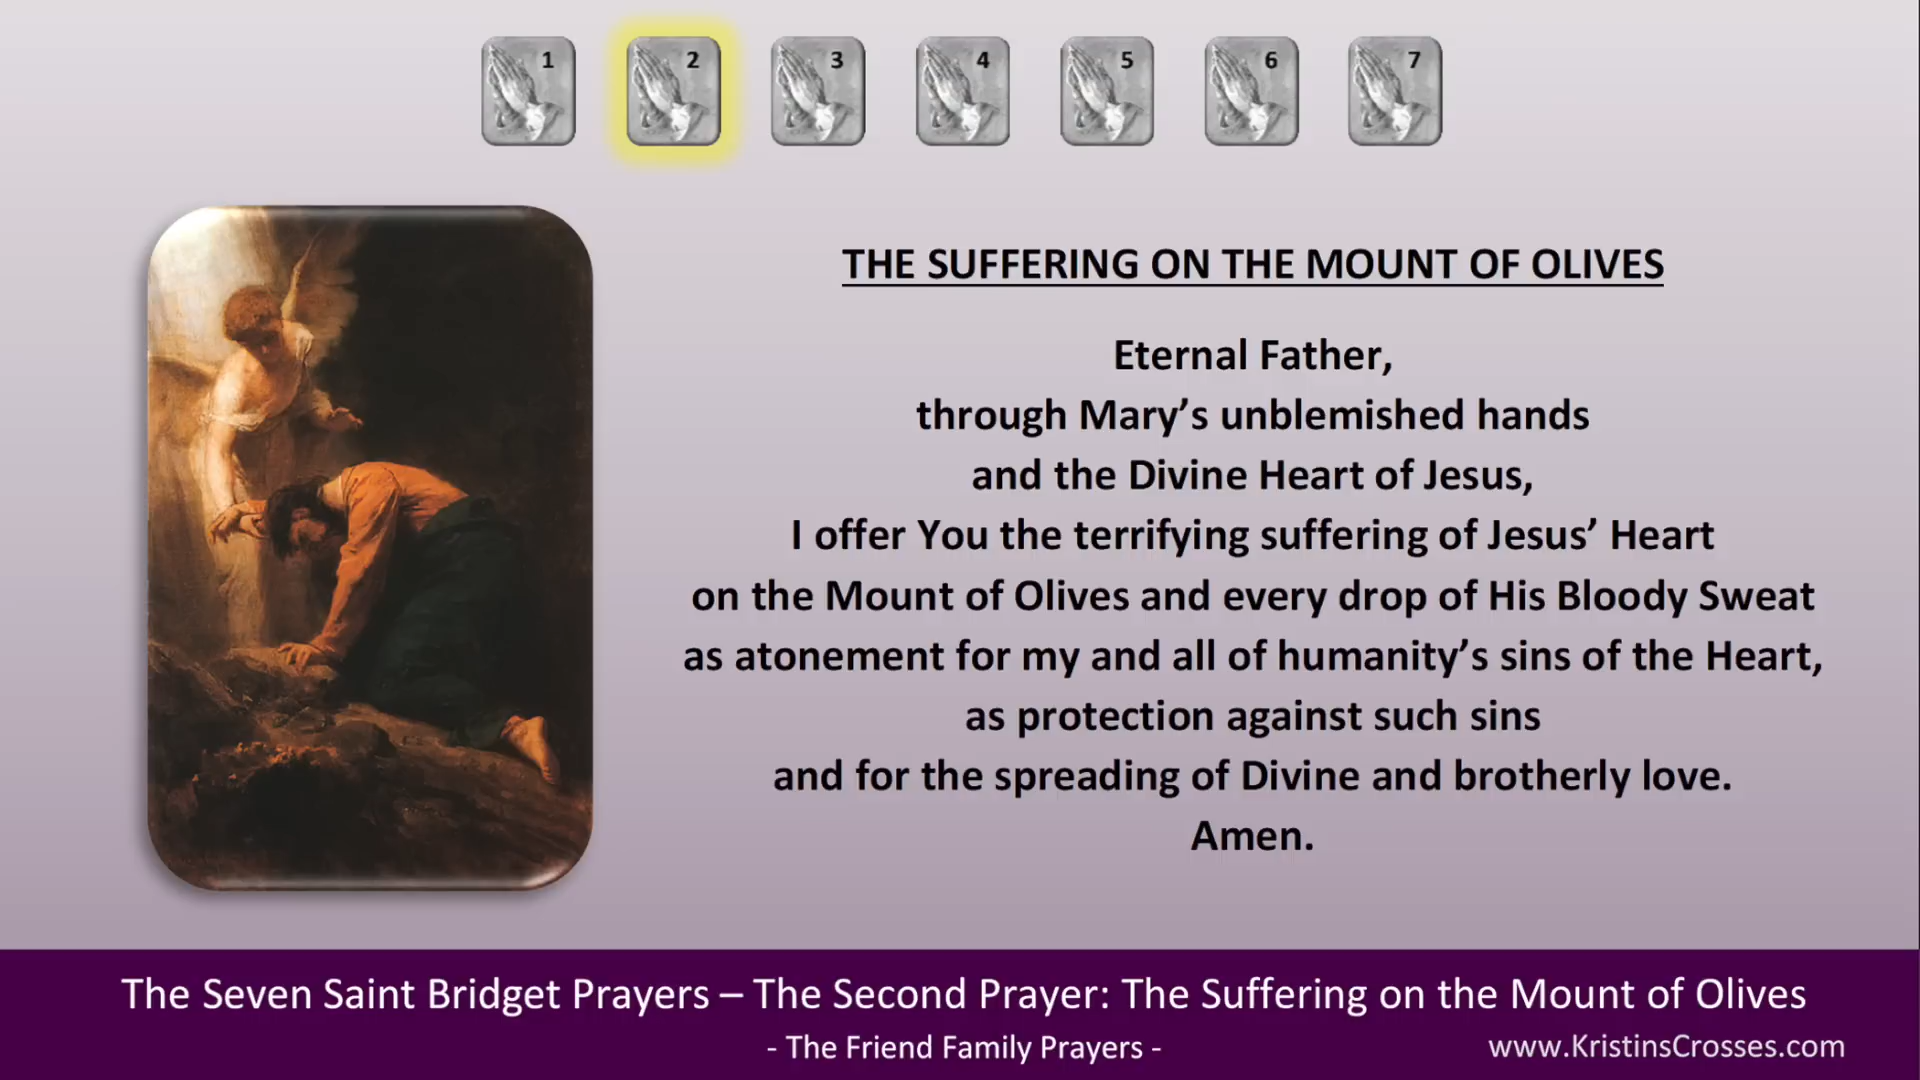 1 2 3 4 5 6 7
THE SUFFERING ON THE MOUNT OF OLIVES
Eternal Father,
through Mary’s unblemished hands
and the Divine Heart of Jesus,
I offer You the terrifying suffering of Jesus’ Heart
on the Mount of Olives and every drop of His Bloody Sweat
as atonement for my and all of humanity’s sins of the Heart,
as protection against such sins
and for the spreading of Divine and brotherly love.
Amen.
The Seven Saint Bridget Prayers – The Second Prayer: The Suffering on the Mount of Olives
- The Friend Family Prayers -
www.KristinsCrosses.com